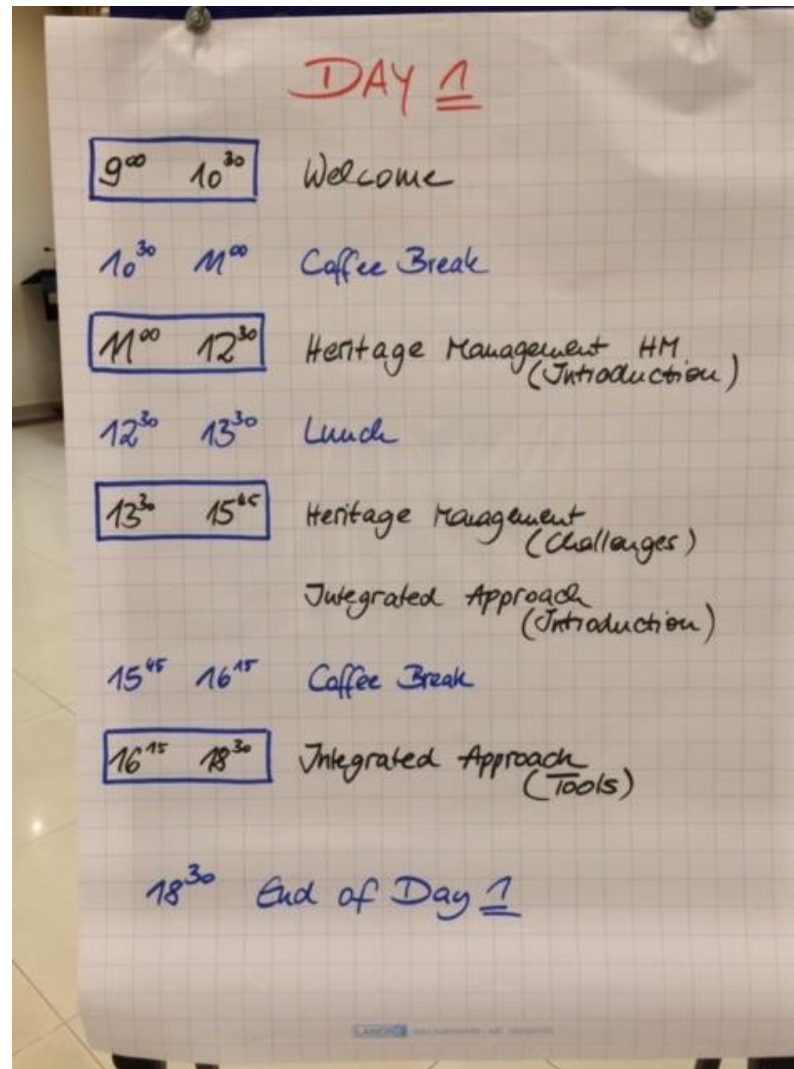 DAY 1
9⁰⁰ 10³⁰ Welcome
10³⁰ 11⁰⁰ Coffee Break
11⁰⁰ 12³⁰ Heritage Management HM
(Introduction)
12³⁰ 13³⁰ Lunch
13³⁰ 15⁴⁵ Heritage Management
(Challenges)
Integrated Approach
(Introduction)
15⁴⁵ 16¹⁵ Coffee Break
16¹⁵ 18³⁰ Integrated Approach
(Tools)
18³⁰ End of Day 1